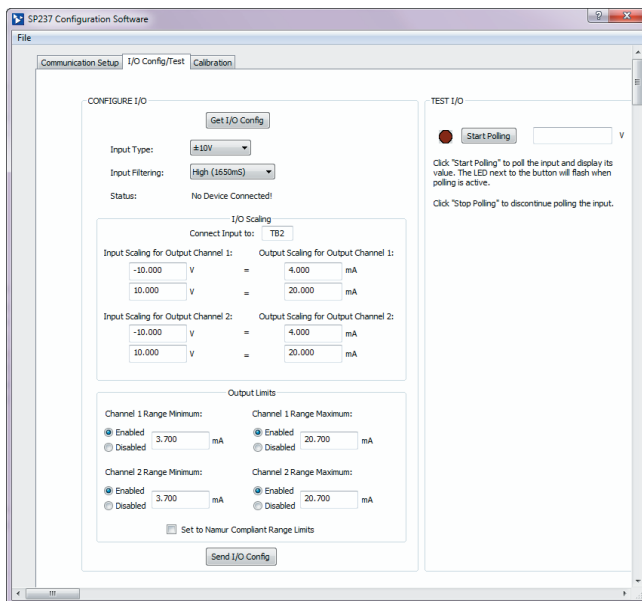 SP237 Configuration Software
File
Communication Setup I/O Config/Test Calibration
CONFIGURE I/O
Get I/O Config
Input Type: ±10V
Input Filtering: High (1650mS)
Status: No Device Connected!
I/O Scaling
Connect Input to: TB2
Input Scaling for Output Channel 1: Output Scaling for Output Channel 1:
-10.000 V = 4.000 mA
10.000 V = 20.000 mA
Input Scaling for Output Channel 2: Output Scaling for Output Channel 2:
-10.000 V = 4.000 mA
10.000 V = 20.000 mA
Output Limits
Channel 1 Range Minimum: Channel 1 Range Maximum:
Enabled Disabled 3.700 mA Enabled Disabled 20.700 mA
Channel 2 Range Minimum: Channel 2 Range Maximum:
Enabled Disabled 3.700 mA Enabled Disabled 20.700 mA
Set to Namur Compliant Range Limits
Send I/O Config
TEST I/O
Start Polling V
Click "Start Polling" to poll the input and display its
value. The LED next to the button will flash when
polling is active.
Click "Stop Polling" to discontinue polling the input.